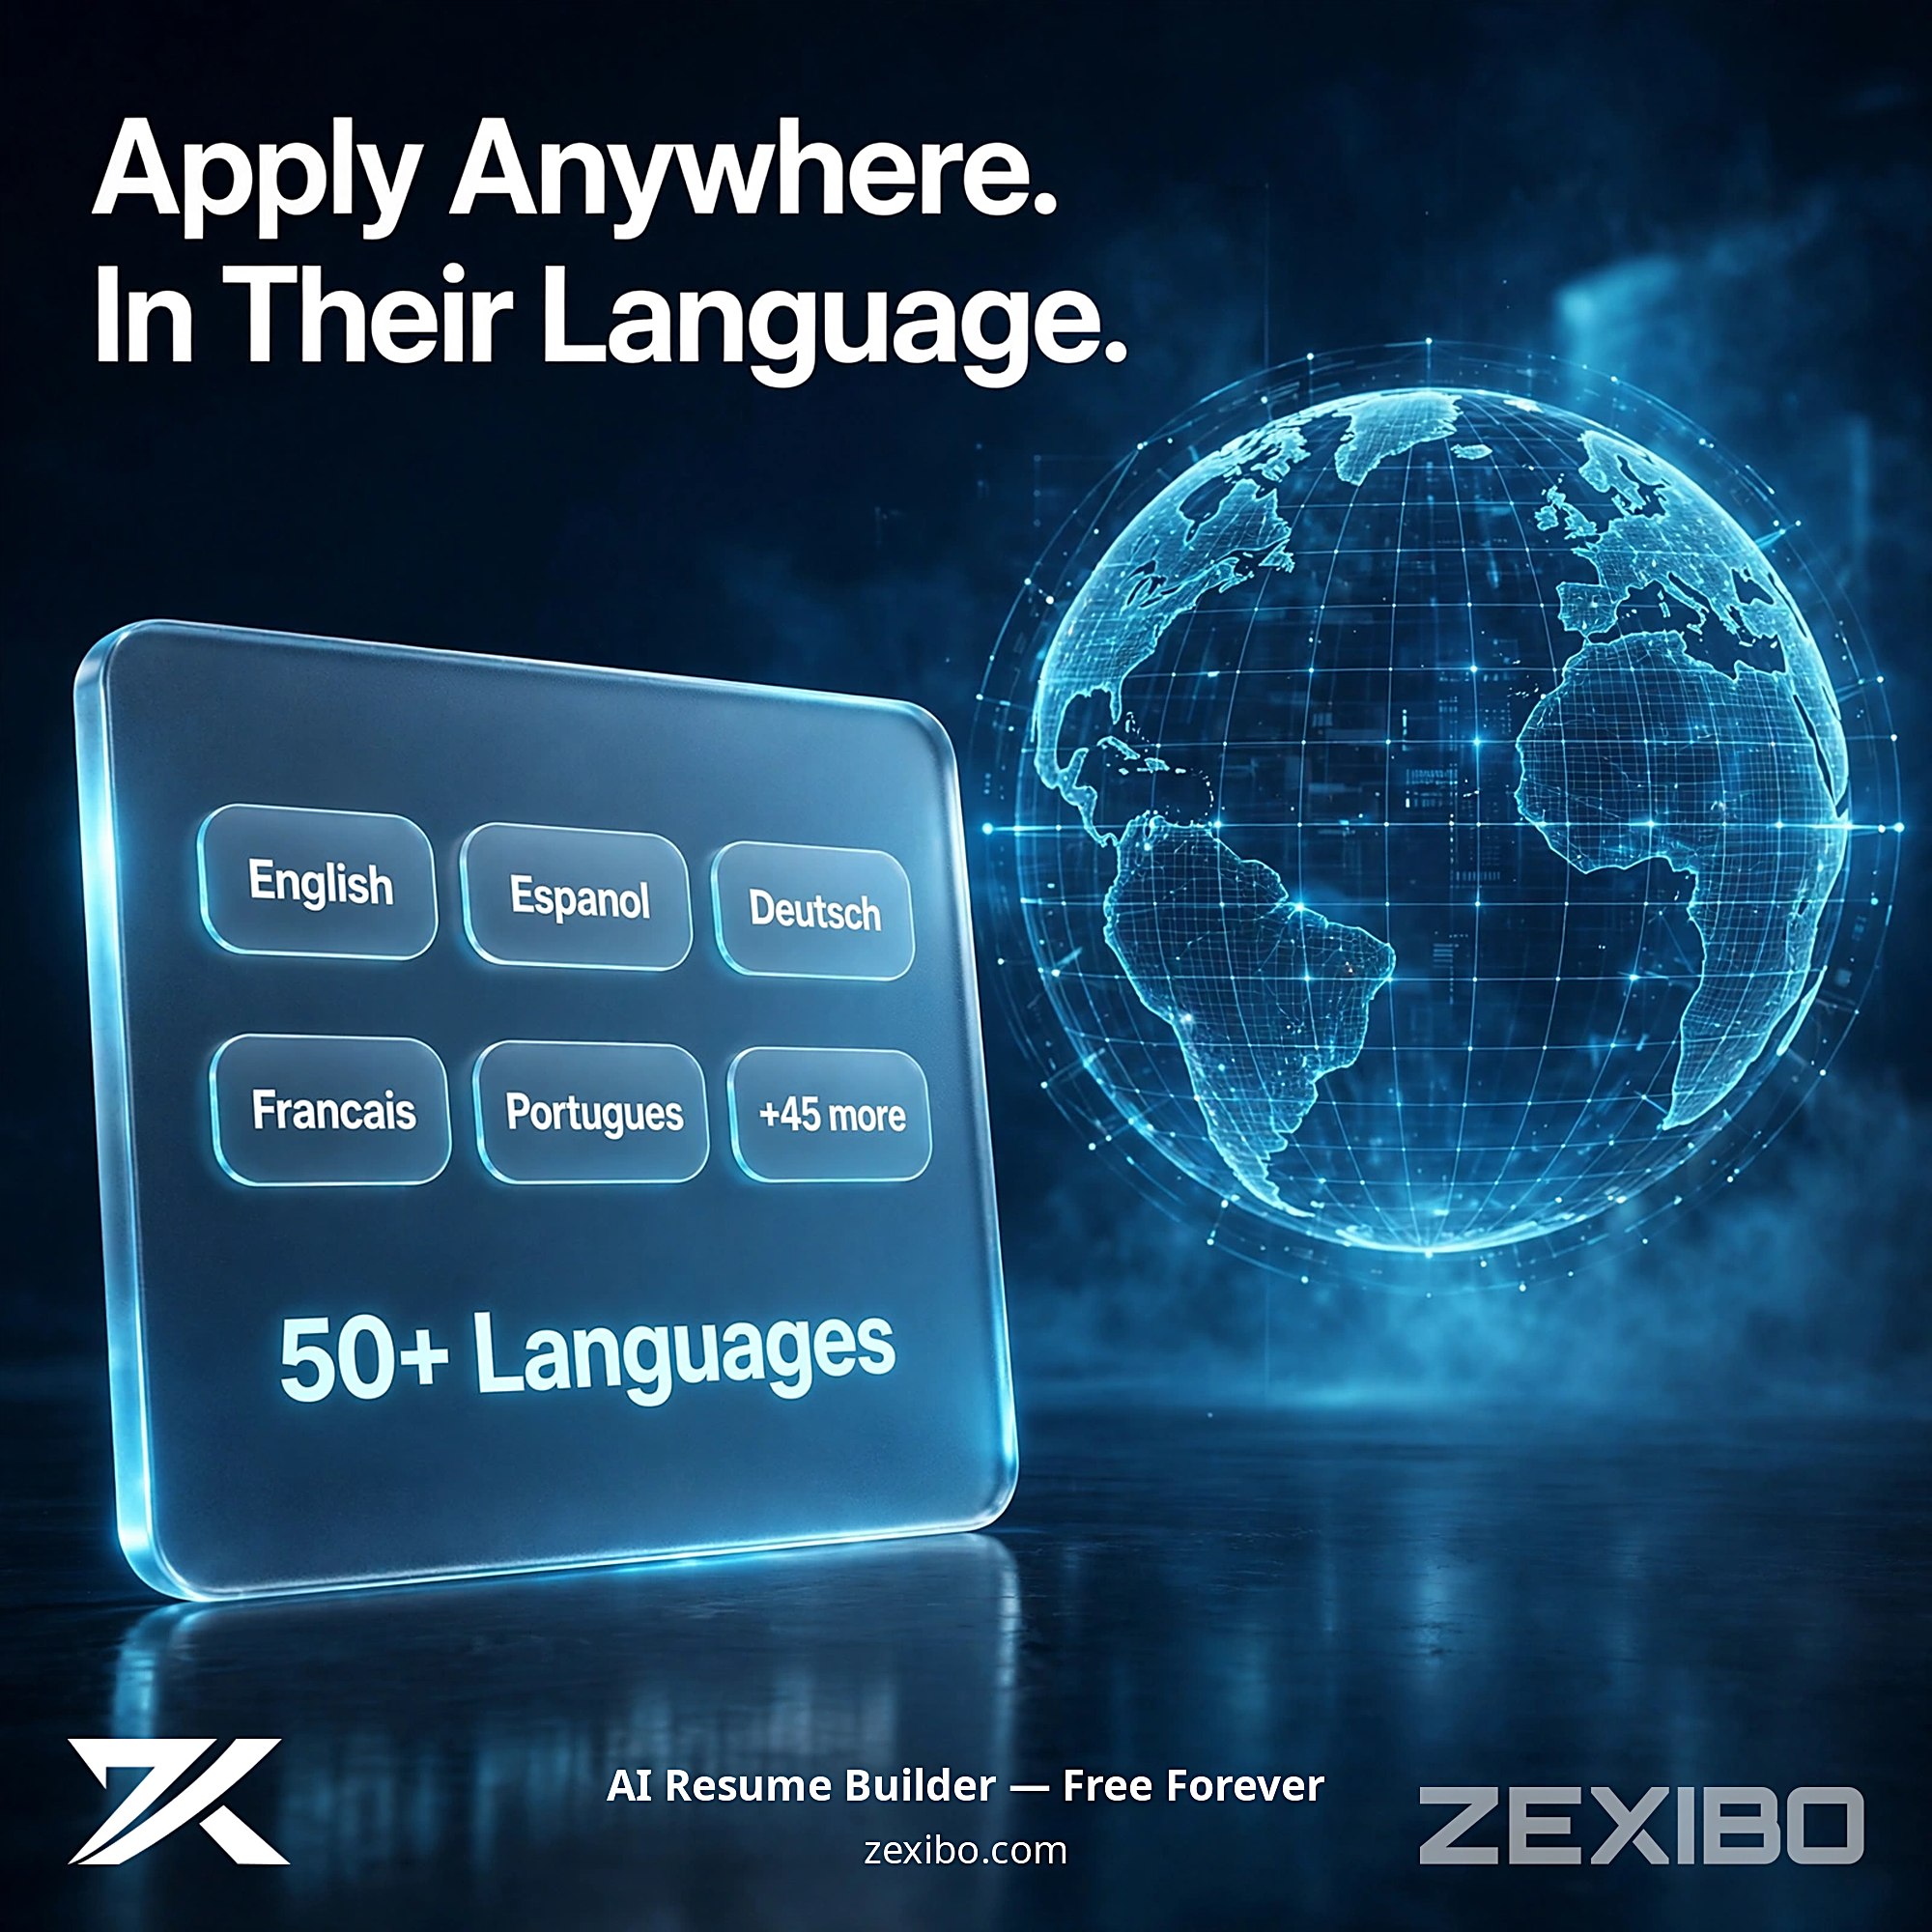 Apply Anywhere.
In Their Language.
English
Espanol
Deutsch
Francais
Portugues
+45 more
50+ Languages
AI Resume Builder — Free Forever
zexibo.com
ZEXIBO